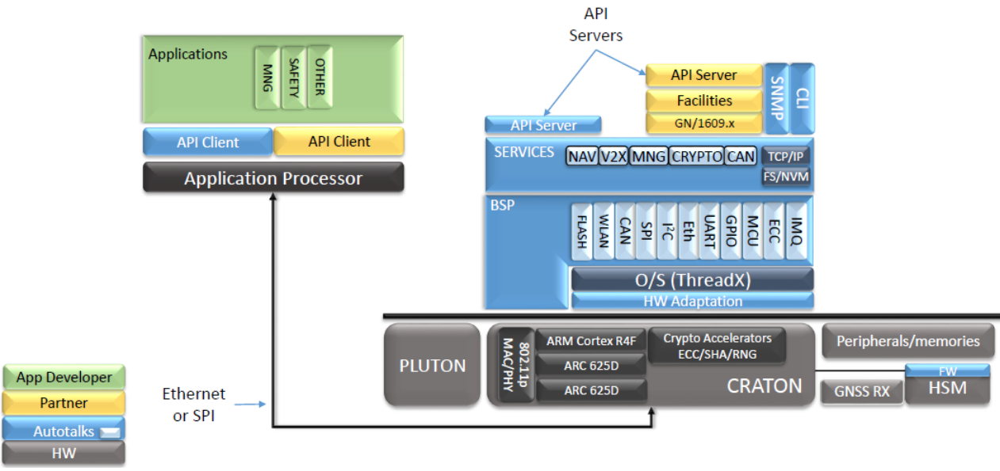 API
Servers
Applications
MNG
SAFETY
OTHER
API Client
API Client
Application Processor
API Server
Facilities
GN/1609.x
SNMP
CLI
API Server
SERVICES
NAV
V2X
MNG
CRYPTO
CAN
TCP/IP
FS/NVM
BSP
FLASH
WLAN
CAN
SPI
I²C
Eth
UART
GPIO
MCU
ECC
IMQ
O/S (ThreadX)
HW Adaptation
PLUTON
802.11p
MAC/PHY
ARM Cortex R4F
ARC 625D
ARC 625D
Crypto Accelerators
ECC/SHA/RNG
CRATON
Peripherals/memories
GNSS RX
FW
HSM
Ethernet
or SPI
App Developer
Partner
Autotalks
HW